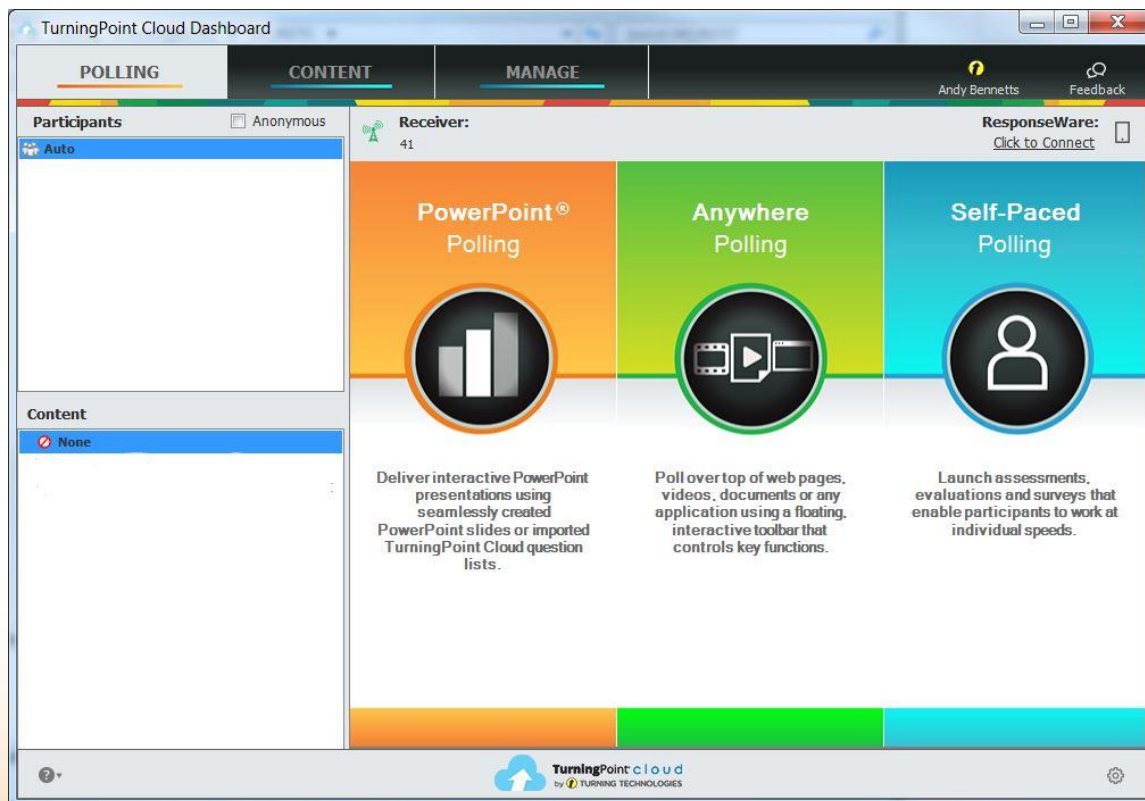 TurningPoint Cloud Dashboard
POLLING
CONTENT
MANAGE
Andy Bennetts
Feedback
Participants
Anonymous
Auto
Receiver:
41
ResponseWare:
Click to Connect
PowerPoint®
Polling
Anywhere
Polling
Self-Paced
Polling
Content
None
Deliver interactive PowerPoint
presentations using
seamlessly created
PowerPoint slides or imported
TurningPoint Cloud question
lists.
Poll over top of web pages,
videos, documents or any
application using a floating,
interactive toolbar that
controls key functions.
Launch assessments,
evaluations and surveys that
enable participants to work at
individual speeds.
TurningPoint cloud
by TURNING TECHNOLOGIES